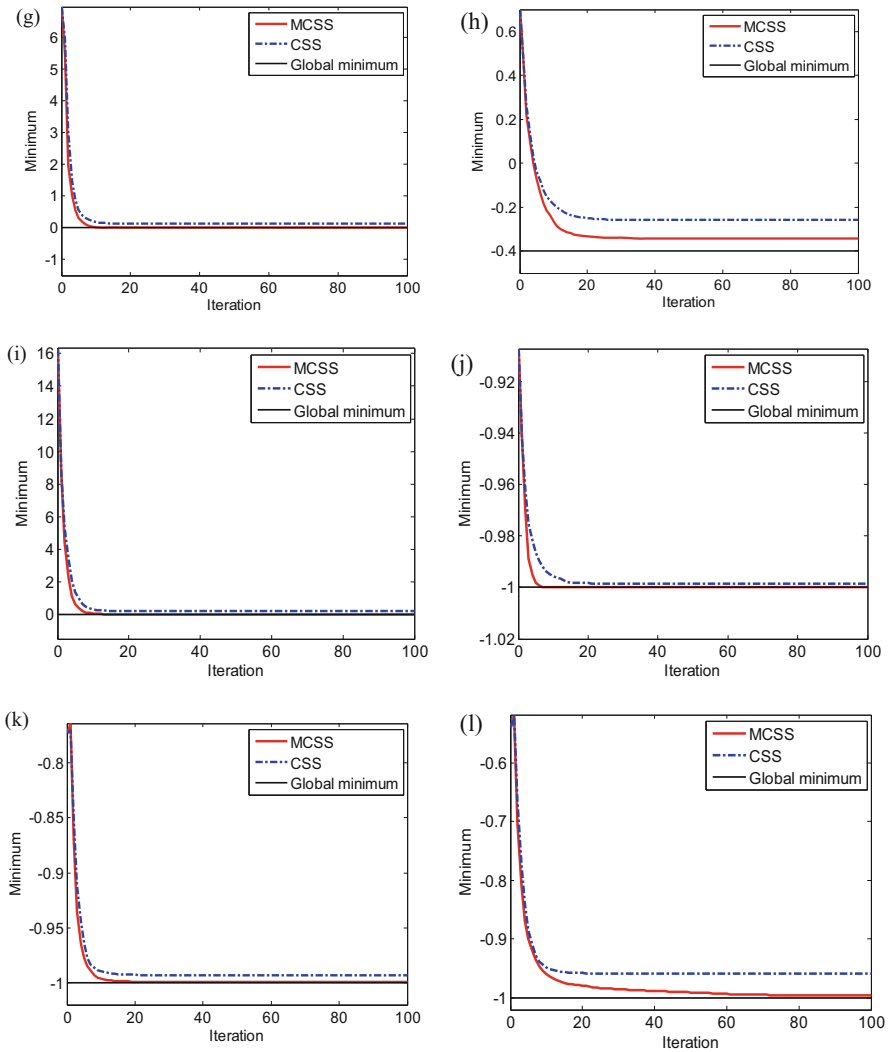 (g)
6
5
4
3
2
1
0
-1
Minimum
MCSS
CSS
Global minimum
0 20 40 60 80 100
Iteration
(h)
0.6
0.4
0.2
0
-0.2
-0.4
Minimum
MCSS
CSS
Global minimum
0 20 40 60 80 100
Iteration
(i)
16
14
12
10
8
6
4
2
0
Minimum
MCSS
CSS
Global minimum
0 20 40 60 80 100
Iteration
(j)
-0.92
-0.94
-0.96
-0.98
-1
-1.02
Minimum
MCSS
CSS
Global minimum
0 20 40 60 80 100
Iteration
(k)
-0.8
-0.85
-0.9
-0.95
-1
Minimum
MCSS
CSS
Global minimum
0 20 40 60 80 100
Iteration
(l)
-0.6
-0.7
-0.8
-0.9
-1
Minimum
MCSS
CSS
Global minimum
0 20 40 60 80 100
Iteration